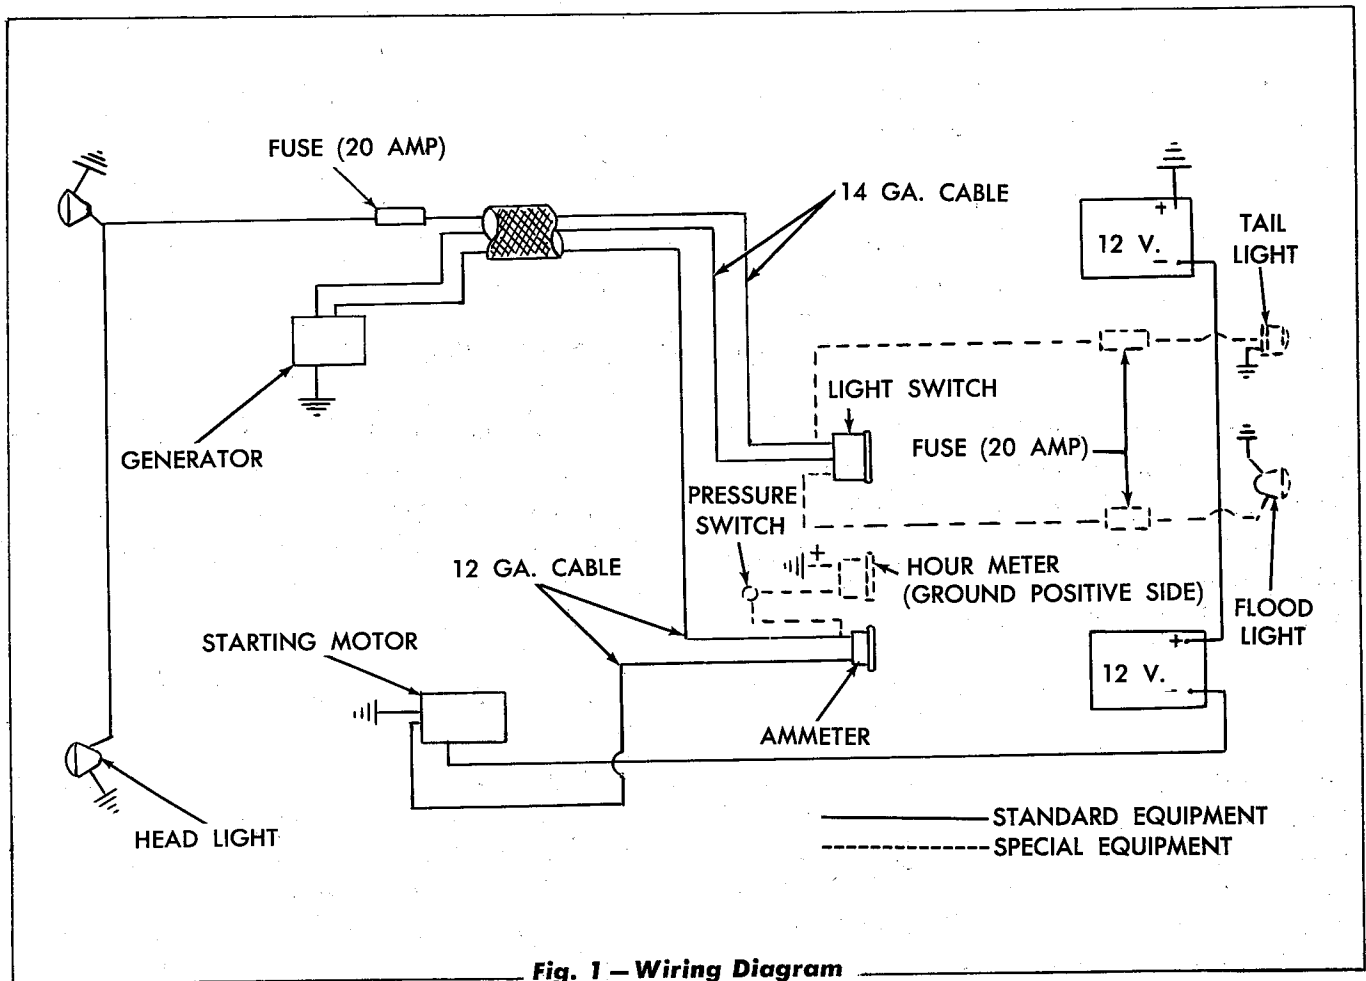 FUSE (20 AMP)
14 GA. CABLE
+
12 V.
-
TAIL
LIGHT
LIGHT SWITCH
GENERATOR
FUSE (20 AMP)
PRESSURE
SWITCH
+
HOUR METER
(GROUND POSITIVE SIDE)
12 GA. CABLE
FLOOD
LIGHT
STARTING MOTOR
+
12 V.
-
AMMETER
HEAD LIGHT
STANDARD EQUIPMENT
SPECIAL EQUIPMENT
Fig. 1 — Wiring Diagram